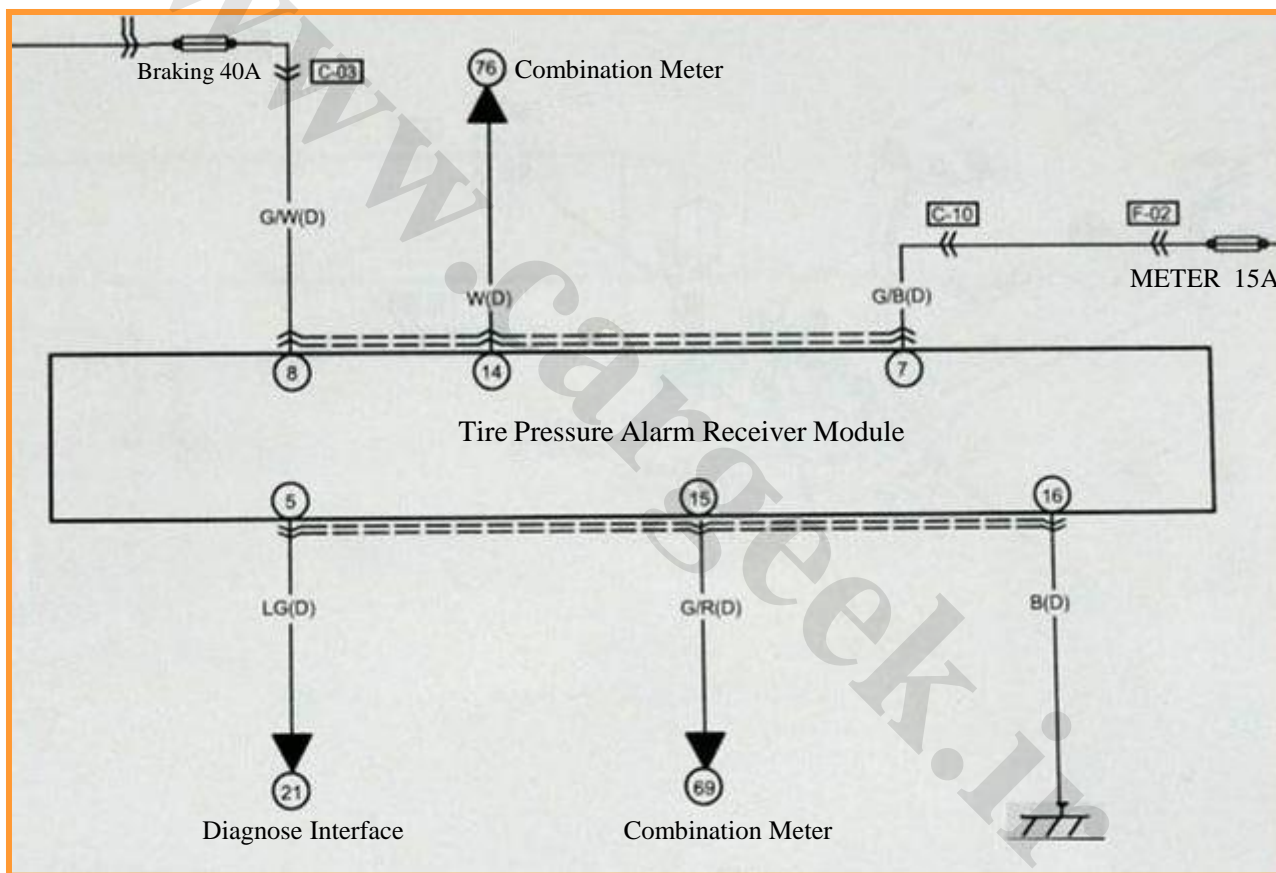 Braking 40A
C-03
76 Combination Meter
G/W(D)
C-10
F-02
METER 15A
W(D)
G/B(D)
8
14
7
Tire Pressure Alarm Receiver Module
5
15
16
LG(D)
G/R(D)
B(D)
21
69
Diagnose Interface
Combination Meter
www.cargeek.ir